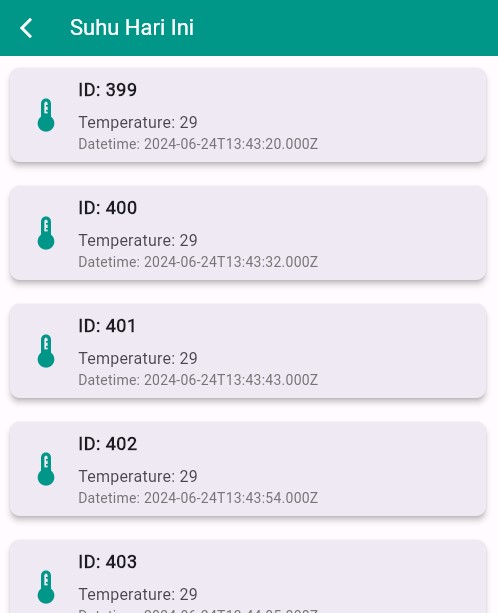 Suhu Hari Ini
ID: 399
Temperature: 29
Datetime: 2024-06-24T13:43:20.000Z
ID: 400
Temperature: 29
Datetime: 2024-06-24T13:43:32.000Z
ID: 401
Temperature: 29
Datetime: 2024-06-24T13:43:43.000Z
ID: 402
Temperature: 29
Datetime: 2024-06-24T13:43:54.000Z
ID: 403
Temperature: 29